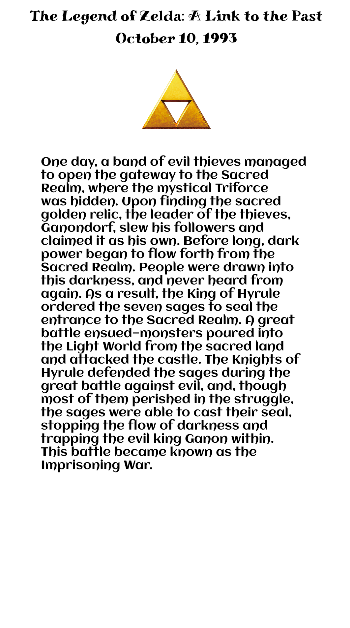 The Legend of Zelda: A Link to the Past
October 10, 1993
One day, a band of evil thieves managed
to open the gateway to the Sacred
Realm, where the mystical Triforce
was hidden. Upon finding the sacred
golden relic, the leader of the thieves,
Ganondorf, slew his followers and
claimed it as his own. Before long, dark
power began to flow forth from the
Sacred Realm. People were drawn into
this darkness, and never heard from
again. As a result, the King of Hyrule
ordered the seven sages to seal the
entrance to the Sacred Realm. A great
battle ensued-monsters poured into
the Light World from the sacred land
and attacked the castle. The Knights of
Hyrule defended the sages during the
great battle against evil, and, though
most of them perished in the struggle,
the sages were able to cast their seal,
stopping the flow of darkness and
trapping the evil king Ganon within.
This battle became known as the
Imprisoning War.